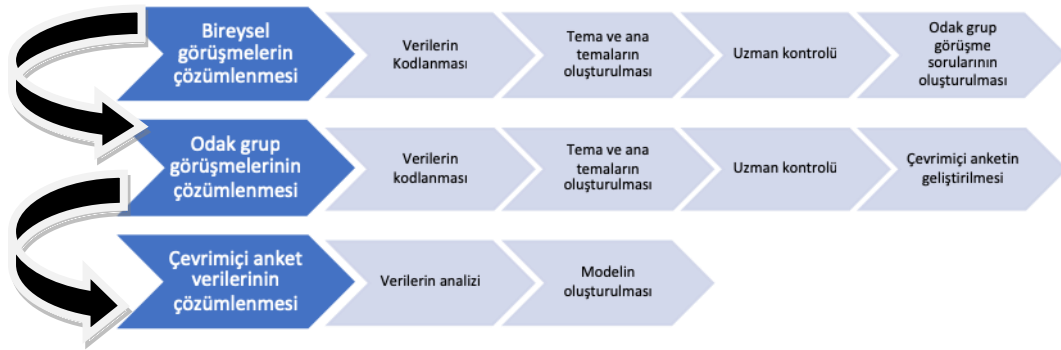 Bireysel
görüşmelerin
çözümlenmesi
Verilerin
Kodlanması
Tema ve ana
temaların
oluşturulması
Uzman kontrolü
Odak grup
görüşme
sorularının
oluşturulması
Odak grup
görüşmelerinin
çözümlenmesi
Verilerin
kodlanması
Tema ve ana
temaların
oluşturulması
Uzman kontrolü
Çevrimiçi anketin
geliştirilmesi
Çevrimiçi anket
verilerinin
çözümlenmesi
Verilerin analizi
Modelin
oluşturulması